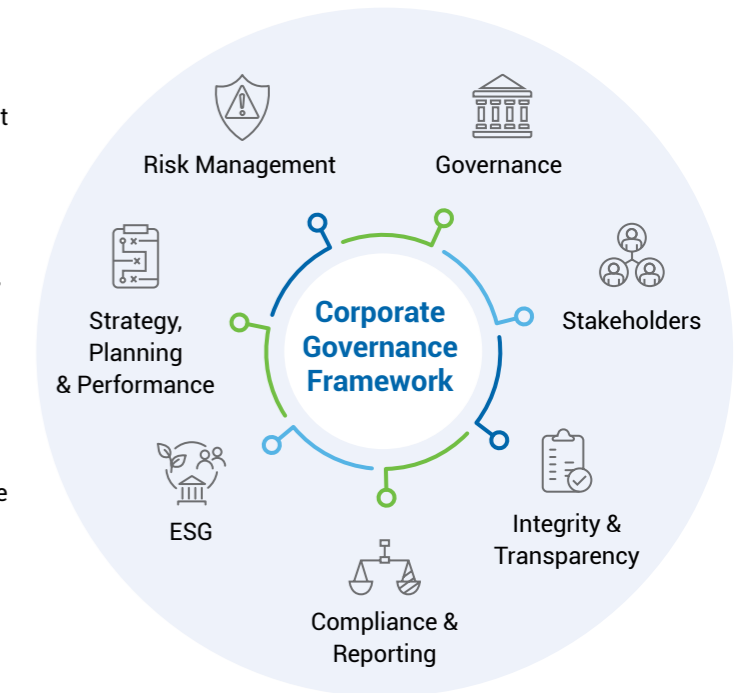 Risk Management
Governance
Stakeholders
Integrity &
Transparency
Compliance &
Reporting
ESG
Strategy,
Planning
& Performance
Corporate
Governance
Framework
t
e